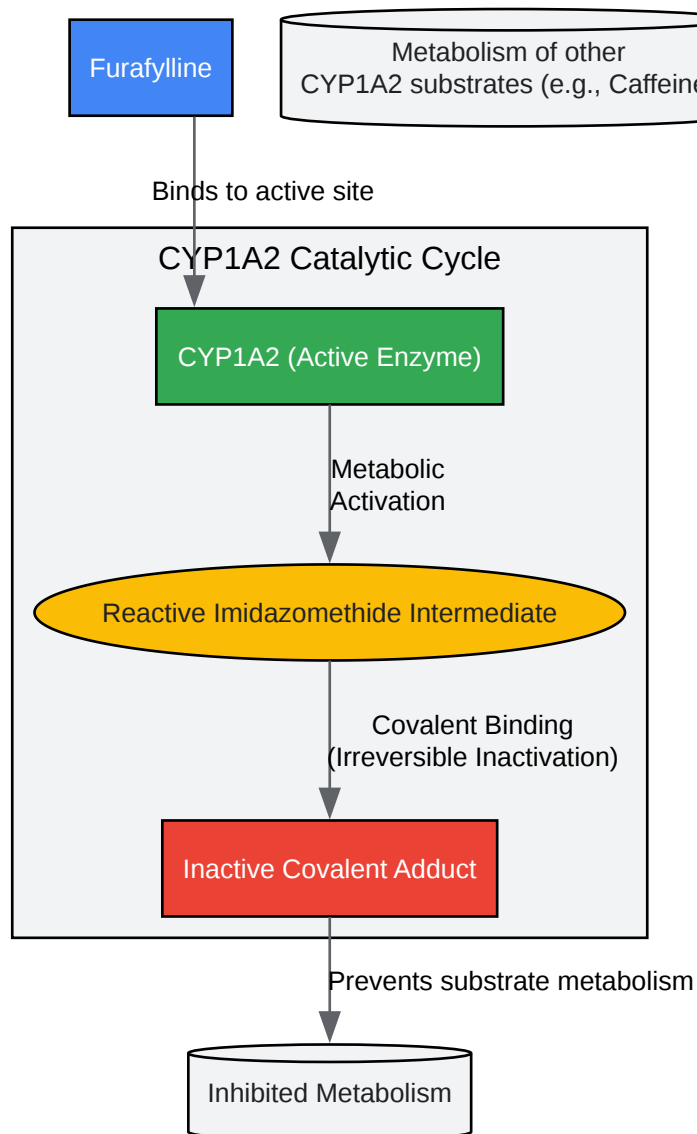 Furafylline
Metabolism of other
CYP1A2 substrates (e.g., Caffeine
Binds to active site
CYP1A2 Catalytic Cycle
CYP1A2 (Active Enzyme)
Metabolic
Activation
Reactive Imidazomethide Intermediate
Covalent Binding
(Irreversible Inactivation)
Inactive Covalent Adduct
Prevents substrate metabolism
Inhibited Metabolism